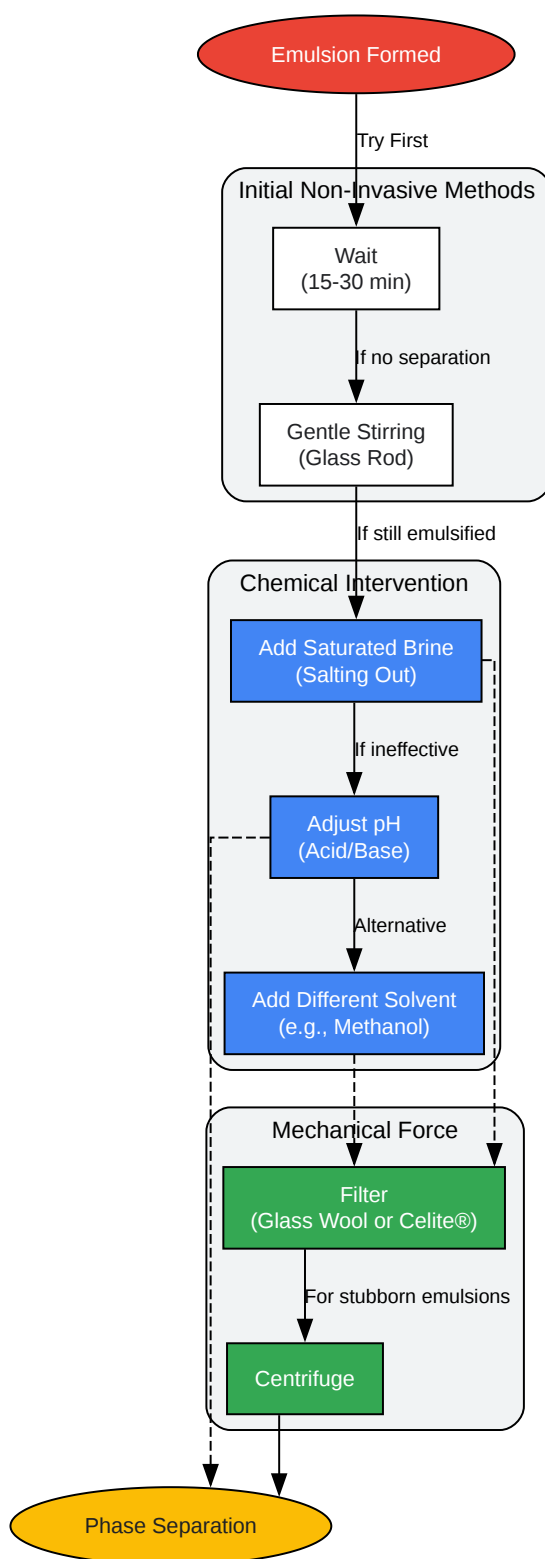 Emulsion Formed
Try First
Initial Non-Invasive Methods
Wait
(15-30 min)
If no separation
Gentle Stirring
(Glass Rod)
If still emulsified
Chemical Intervention
Add Saturated Brine
(Salting Out)
If ineffective
Adjust pH
(Acid/Base)
Alternative
Add Different Solvent
(e.g., Methanol)
Mechanical Force
Filter
(Glass Wool or Celite®)
For stubborn emulsions
Centrifuge
Phase Separation